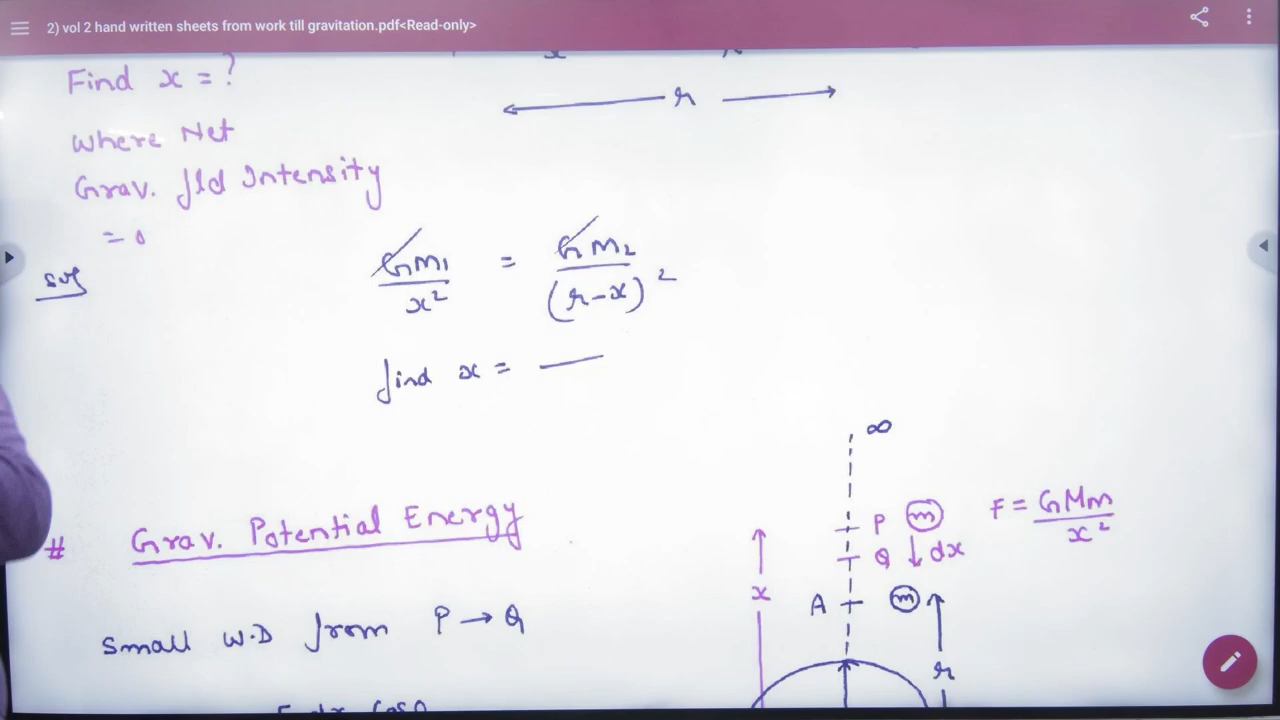 2) vol 2 hand written sheets from work till gravitation.pdf<Read-only>
Find x = ?
r
where Net
Grav. fld Intensity
= 0
Sol
Gm₁/x² = Gm₂/(r-x)²
find x =
∞
# Grav. Potential Energy
P m F = GMm/x²
Q ↓ dx
x
A m
Small W.D from P → Q
r